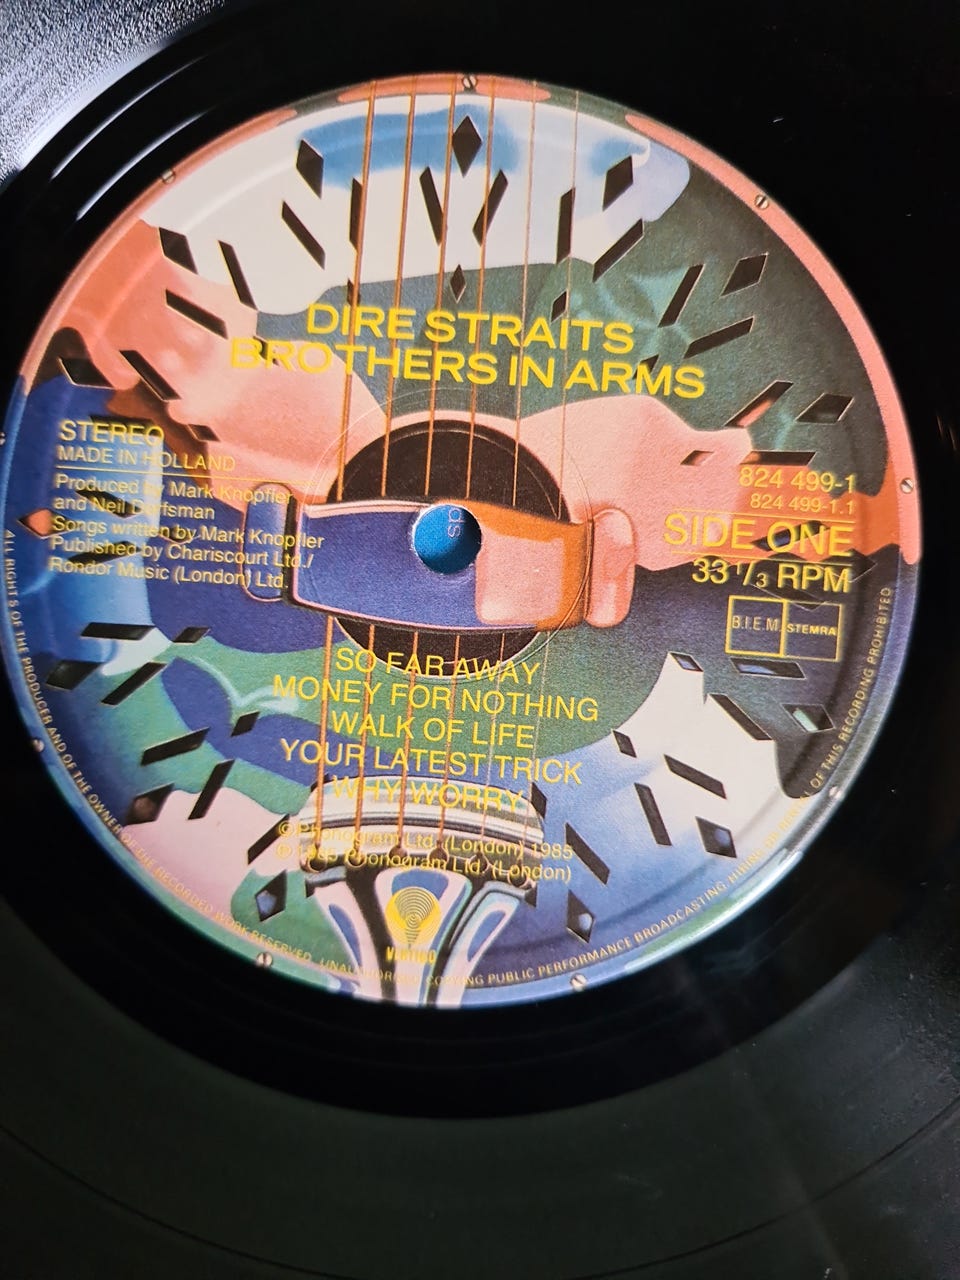 DIRE STRAITS
BROTHERS IN ARMS
STEREO
MADE IN HOLLAND
Produced by Mark Knopfler
and Neil Dorfsman
Songs written by Mark Knopfler
Published by Chariscourt Ltd./
Rondor Music (London) Ltd.
824 499-1
824 499-1.1
SIDE ONE
33 1/3 RPM
B.I.E.M.
STEMRA
SO FAR AWAY
MONEY FOR NOTHING
WALK OF LIFE
YOUR LATEST TRICK
WHY WORRY
©Phonogram Ltd. (London) 1985
℗ 1985 Phonogram Ltd. (London)
VERTIGO
ALL RIGHTS OF THE PRODUCER AND OF THE OWNER OF THE RECORDED WORK RESERVED. UNAUTHORISED COPYING PUBLIC PERFORMANCE BROADCASTING, HIRING OR RENTAL OF THIS RECORDING PROHIBITED